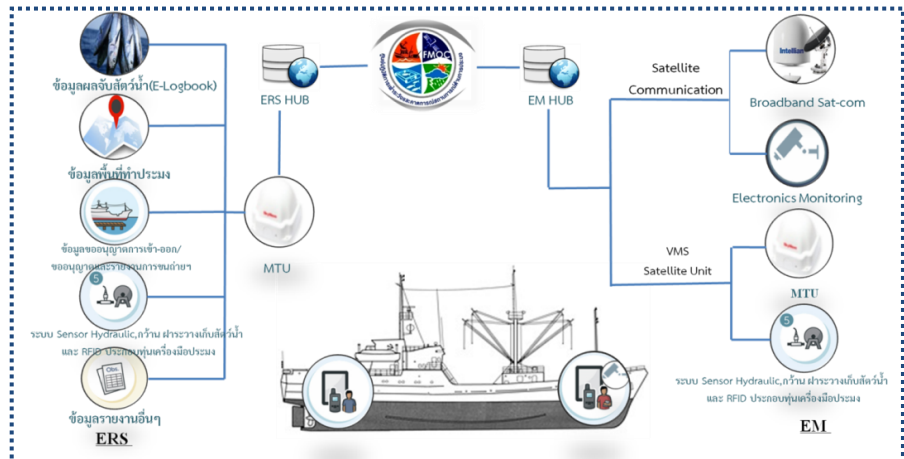 ข้อมูลผลจับสัตว์น้ำ(E-Logbook)
ข้อมูลพื้นที่ทำประมง
ข้อมูลขออนุญาตการเข้า-ออก/
ขออนุญาตและรายงานการขนถ่ายฯ
5
ระบบ Sensor Hydraulic,กว้าน ฝาระวางเก็บสัตว์น้ำ
และ RFID ประกอบทุ่นเครื่องมือประมง
Obs.
ข้อมูลรายงานอื่นๆ
ERS
ERS HUB
MTU
FMOC
EM HUB
Satellite
Communication
Intellian
Broadband Sat-com
Electronics Monitoring
VMS
Satellite Unit
MTU
5
ระบบ Sensor Hydraulic,กว้าน ฝาระวางเก็บสัตว์น้ำ
และ RFID ประกอบทุ่นเครื่องมือประมง
EM